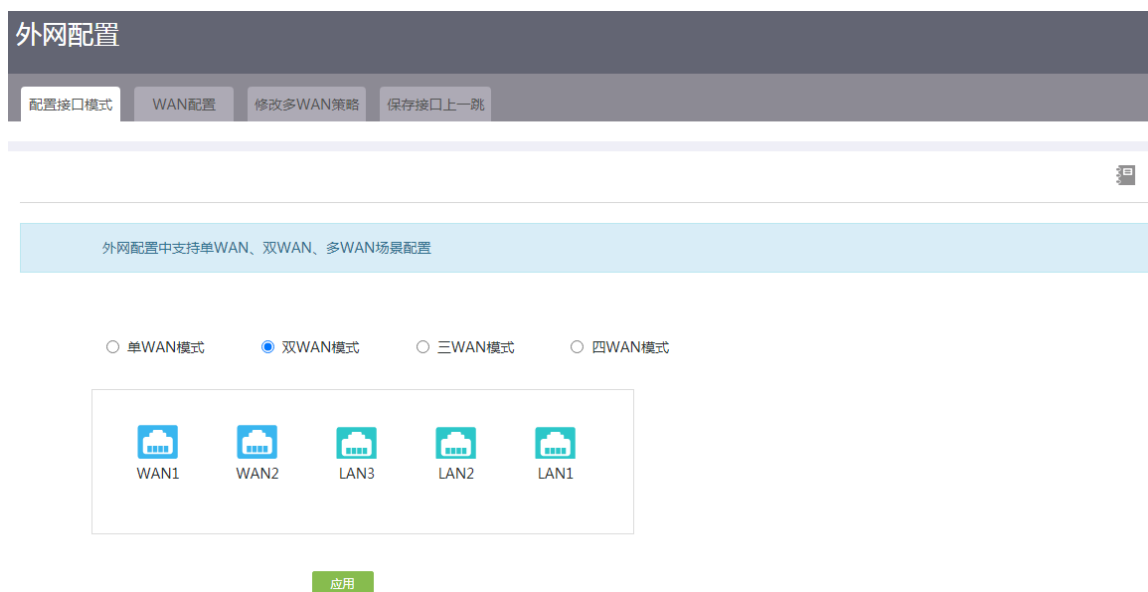 外网配置
配置接口模式 WAN配置 修改多WAN策略 保存接口上一跳
外网配置中支持单WAN、双WAN、多WAN场景配置
单WAN模式 双WAN模式 三WAN模式 四WAN模式
WAN1 WAN2 LAN3 LAN2 LAN1
应用